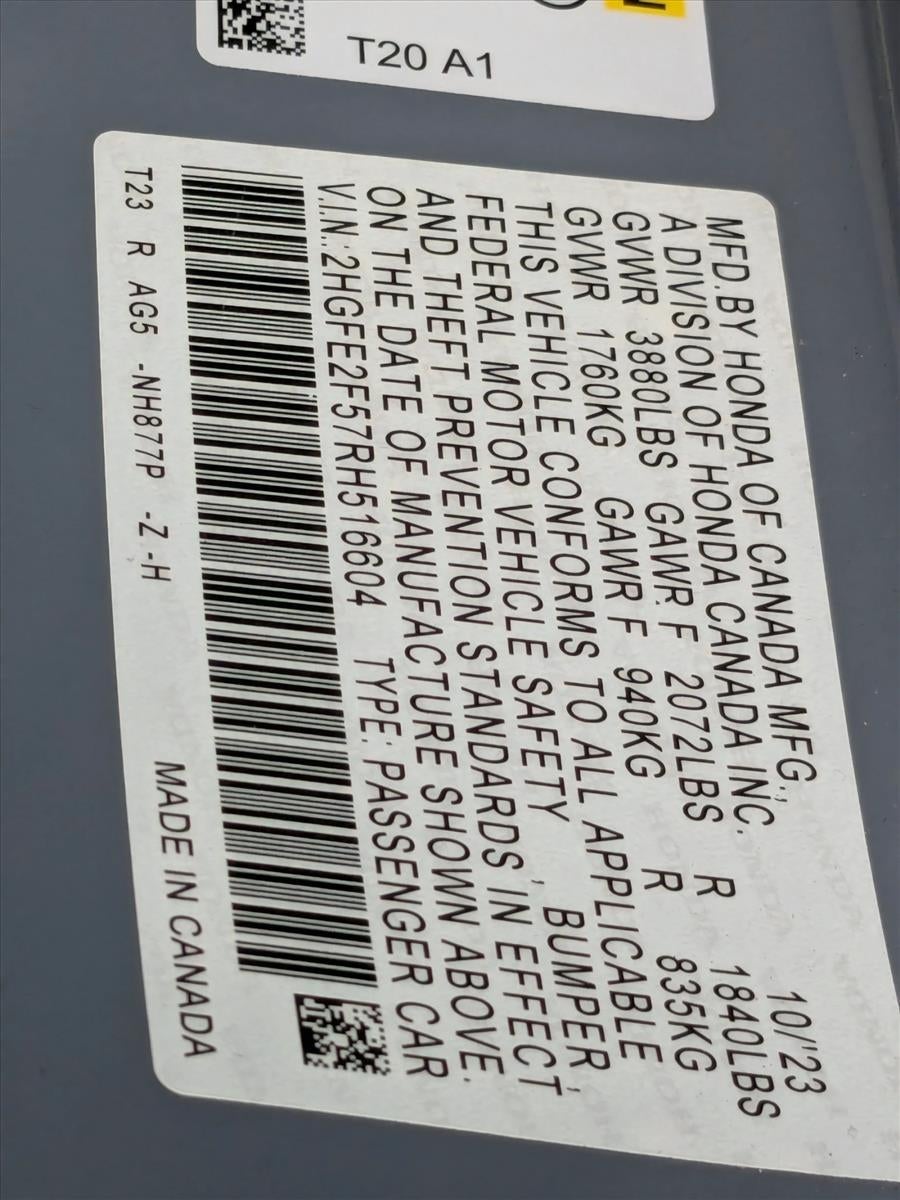 T20 A1
MFD. BY HONDA OF CANADA MFG., 10/'23
A DIVISION OF HONDA CANADA INC.
GVWR 3880LBS GAWR F 2072LBS R 1840LBS
GVWR 1760KG GAWR F 940KG R 835KG
THIS VEHICLE CONFORMS TO ALL APPLICABLE
FEDERAL MOTOR VEHICLE SAFETY, BUMPER,
AND THEFT PREVENTION STANDARDS IN EFFECT
ON THE DATE OF MANUFACTURE SHOWN ABOVE.
V.I.N.: 2HGFE2F57RH516604 TYPE: PASSENGER CAR
T23 R AG5 -NH877P -Z -H MADE IN CANADA